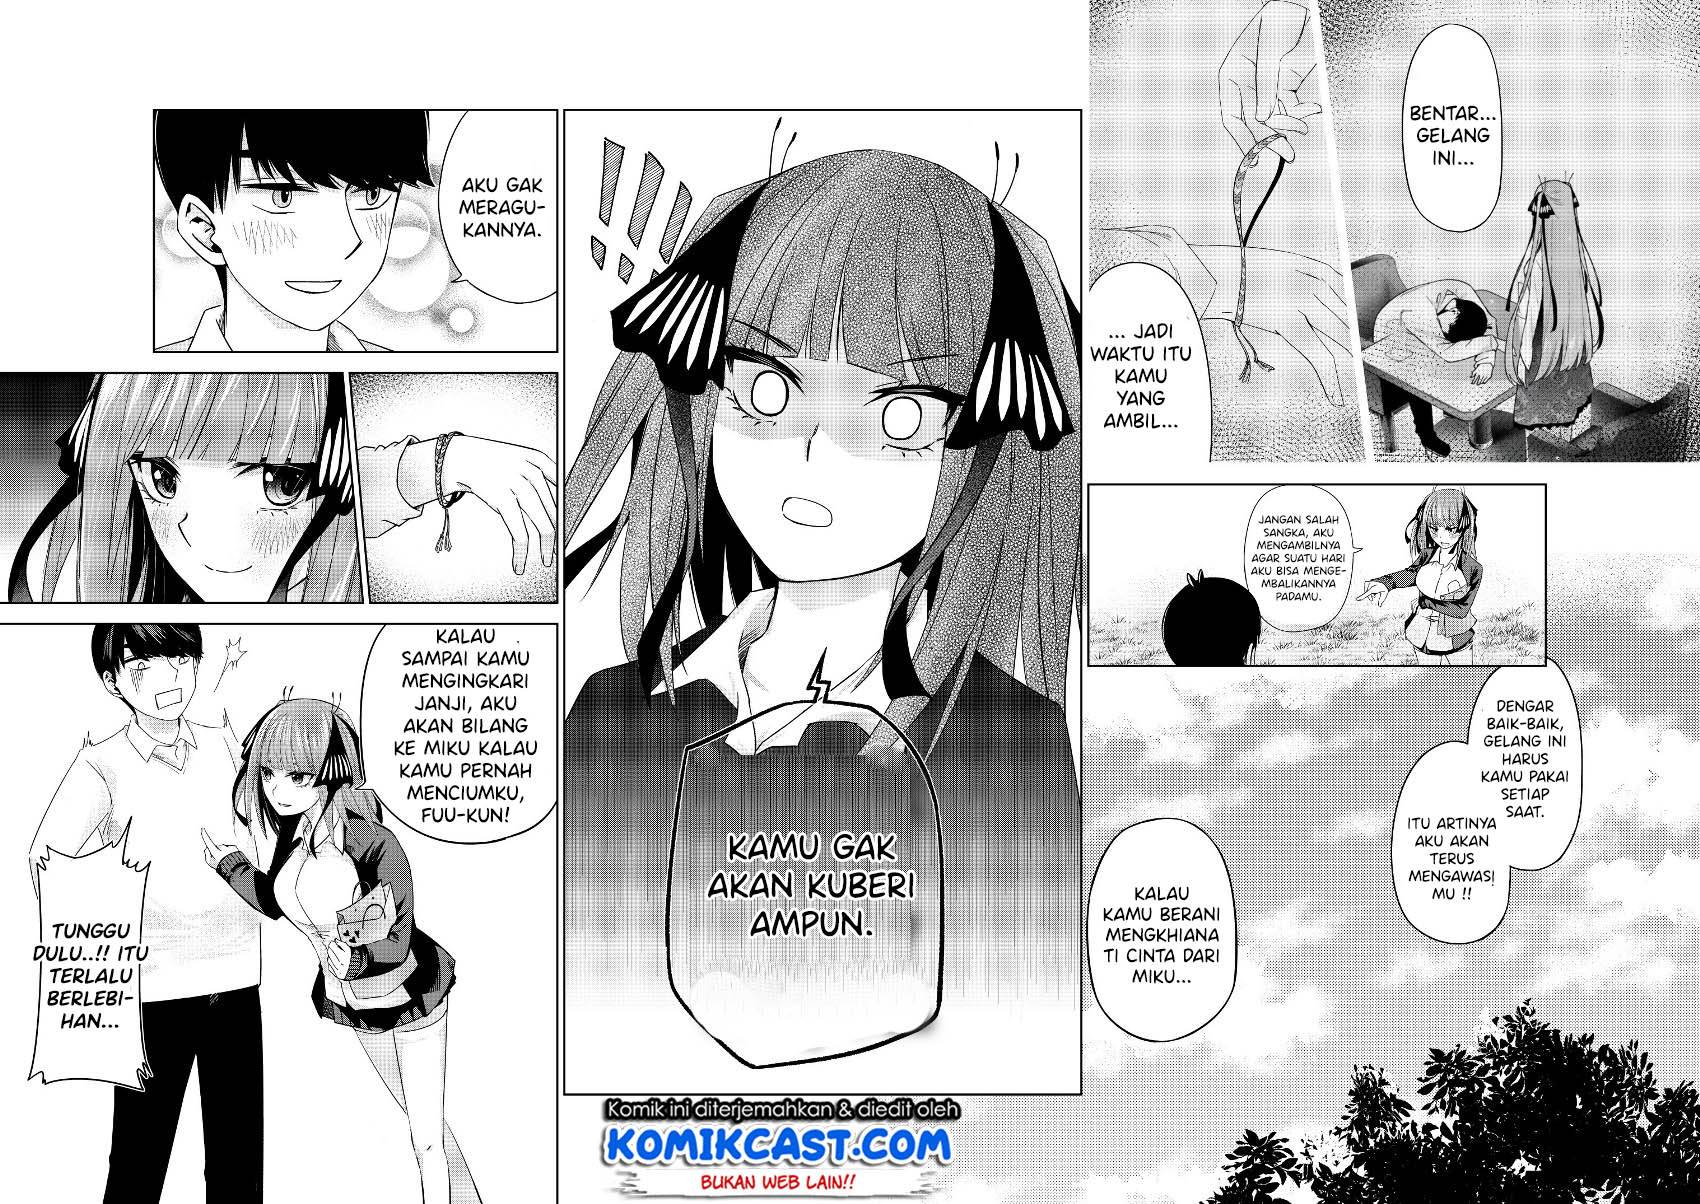 BENTAR...
GELANG
INI...
... JADI
WAKTU ITU
KAMU
YANG
AMBIL...
JANGAN SALAH
SANGKA, AKU
MENGAMBILNYA
AGAR SUATU HARI
AKU BISA MENGE-
MBALIKANNYA
PADAMU.
DENGAR
BAIK-BAIK,
GELANG INI
HARUS
KAMU PAKAI
SETIAP
SAAT.
ITU ARTINYA
AKU AKAN
TERUS
MENGAWASI
MU !!
KALAU
KAMU BERANI
MENGKHIANA
TI CINTA DARI
MIKU...
!!!!
KAMU GAK
AKAN KUBERI
AMPUN.
AKU GAK
MERAGU-
KANNYA.
KALAU
SAMPAI KAMU
MENGINGKARI
JANJI, AKU
AKAN BILANG
KE MIKU KALAU
KAMU PERNAH
MENCIUMKU,
FUU-KUN!
TUNGGU
DULU..!! ITU
TERLALU
BERLEBI-
HAN...
Komik ini diterjemahkan & diedit oleh
KOMIKCAST.COM
BUKAN WEB LAIN!!